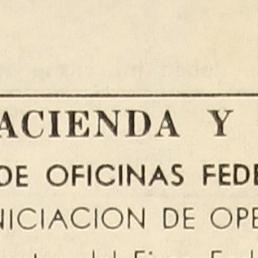 ACIENDA Y
DE OFICINAS FEDE
NICIACION DE OPE